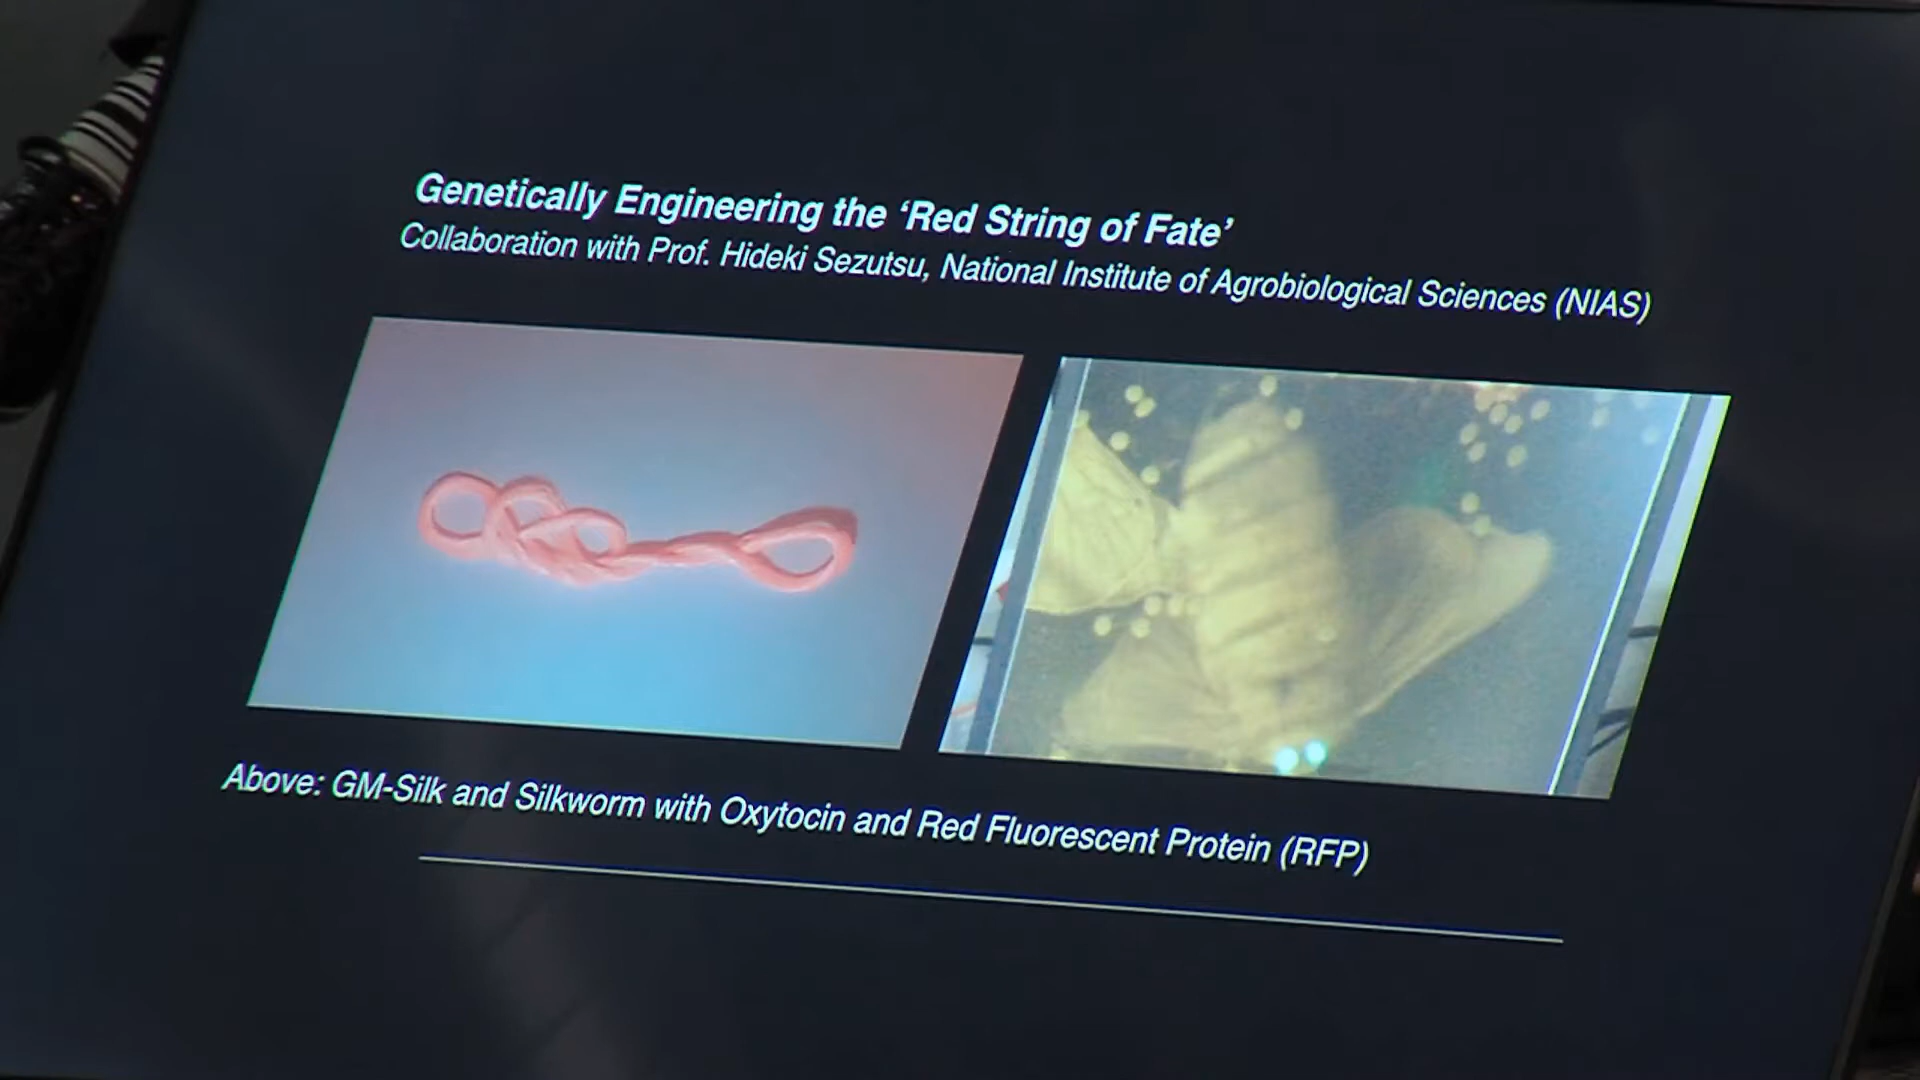 Genetically Engineering the ‘Red String of Fate’
Collaboration with Prof. Hideki Sezutsu, National Institute of Agrobiological Sciences (NIAS)
Above: GM-Silk and Silkworm with Oxytocin and Red Fluorescent Protein (RFP)